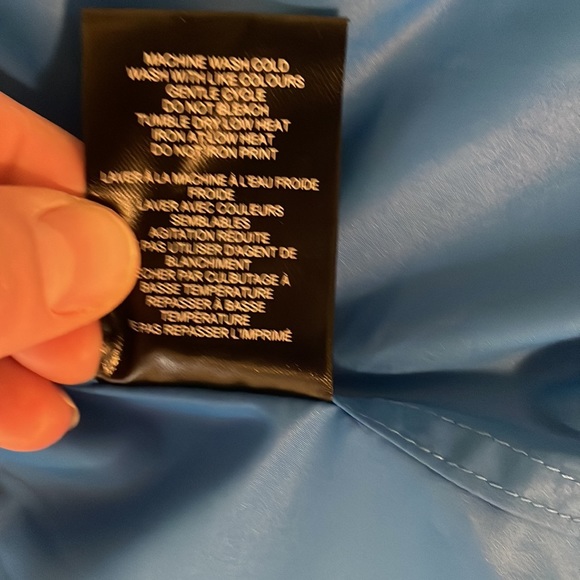 MACHINE WASH COLD
WASH WITH LIKE COLOURS
GENTLE CYCLE
DO NOT BLEACH
TUMBLE DRY LOW HEAT
IRON AT LOW HEAT
DO NOT IRON PRINT
LAVER À LA MACHINE À L'EAU FROIDE
FROIDE
LAVER AVEC COULEURS
SEMBLABLES
AGITATION RÉDUITE
PAS UTILISER D'AGENT DE
BLANCHIMENT
CHER PAR CULBUTAGE À
BASSE TEMPÉRATURE
REPASSER À BASSE
TEMPÉRATURE
PAS REPASSER L'IMPRIMÉ